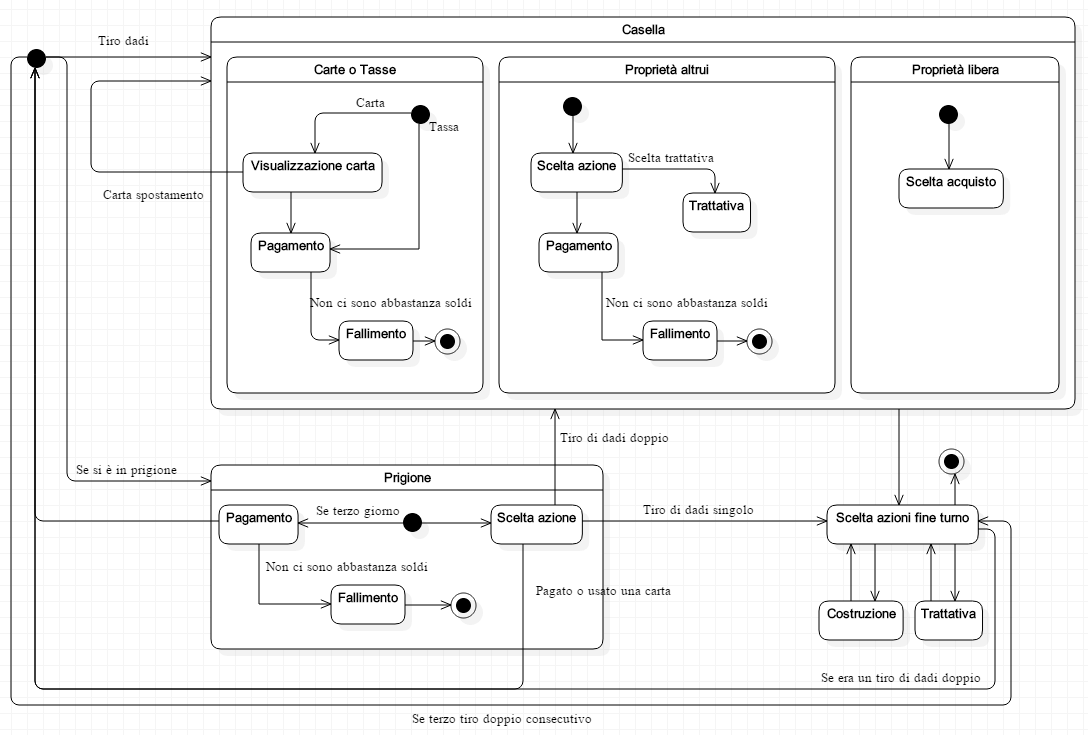 Casella
Tiro dadi
Carte o Tasse
Proprietà altrui
Proprietà libera
Carta
Tassa
Visualizzazione carta
Scelta azione
Scelta trattativa
Scelta acquisto
Carta spostamento
Trattativa
Pagamento
Pagamento
Non ci sono abbastanza soldi
Non ci sono abbastanza soldi
Fallimento
Fallimento
Tiro di dadi doppio
Se si è in prigione
Prigione
Pagamento
Se terzo giorno
Scelta azione
Tiro di dadi singolo
Scelta azioni fine turno
Non ci sono abbastanza soldi
Pagato o usato una carta
Fallimento
Costruzione
Trattativa
Se era un tiro di dadi doppio
Se terzo tiro doppio consecutivo